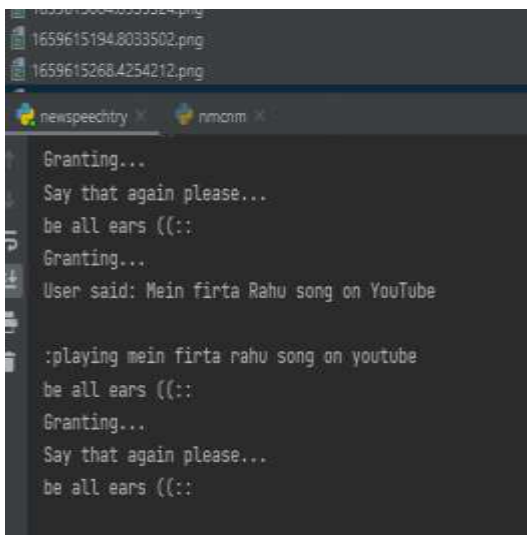 1659615194.8033502.png
1659615268.4254212.png
newspeechtry
nmcnm
Granting...
Say that again please...
be all ears ((::
Granting...
User said: Mein firta Rahu song on YouTube
:playing mein firta rahu song on youtube
be all ears ((::
Granting...
Say that again please...
be all ears ((::